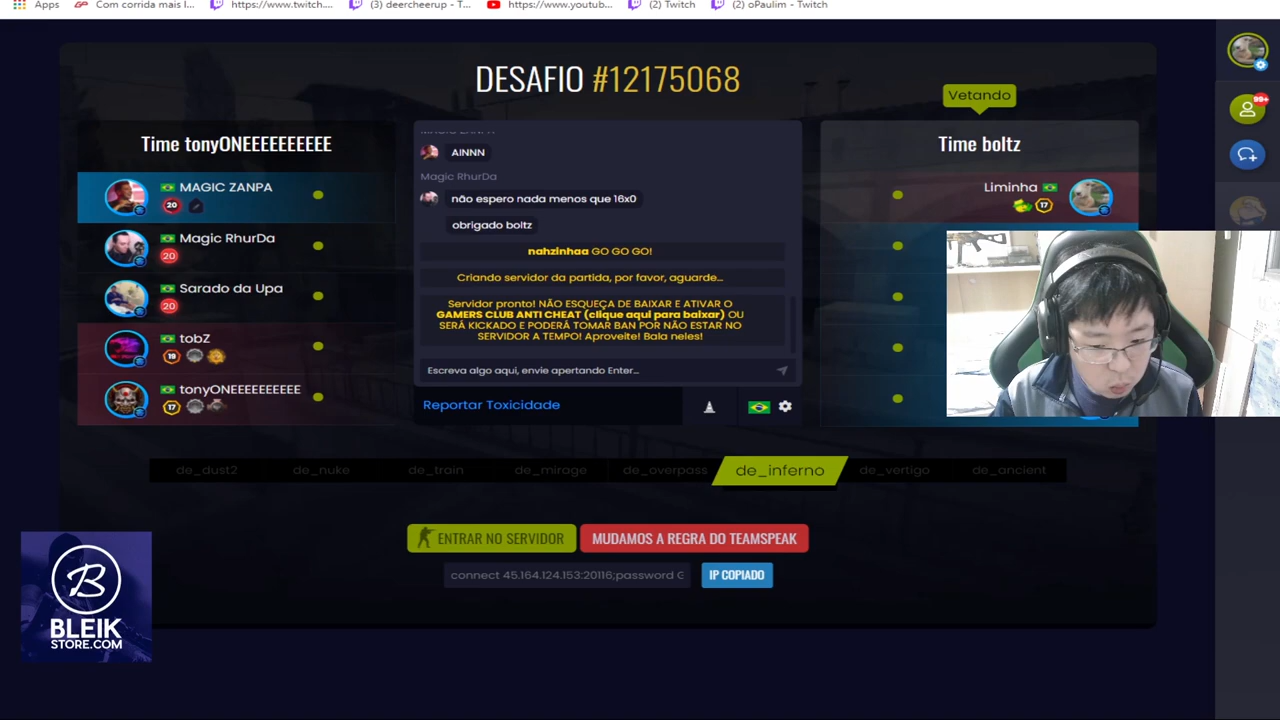 Apps
Com corrida mais l...
https://www.twitch....
(3) deercheerup - T...
https://www.youtub...
(2) Twitch
(2) oPaulim - Twitch
DESAFIO #12175068
Vetando
Time tonyONEEEEEEEEEE
Time boltz
MAGIC ZANPA
20
Magic RhurDa
20
Sarado da Upa
20
tobZ
19
tonyONEEEEEEEEEE
17
MAGIC ZANPA
AINNN
Magic RhurDa
não espero nada menos que 16x0
obrigado boltz
nahzinhaa GO GO GO!
Criando servidor da partida, por favor, aguarde...
Servidor pronto! NÃO ESQUEÇA DE BAIXAR E ATIVAR O
GAMERS CLUB ANTI CHEAT (clique aqui para baixar) OU
SERÁ KICKADO E PODERÁ TOMAR BAN POR NÃO ESTAR NO
SERVIDOR A TEMPO! Aproveite! Bala neles!
Escreva algo aqui, envie apertando Enter...
Reportar Toxicidade
Liminha
17
99+
de_dust2
de_nuke
de_train
de_mirage
de_overpass
de_inferno
de_vertigo
de_ancient
ENTRAR NO SERVIDOR
MUDAMOS A REGRA DO TEAMSPEAK
connect 45.164.124.153:20116;password G
IP COPIADO
B
BLEIK
STORE.COM